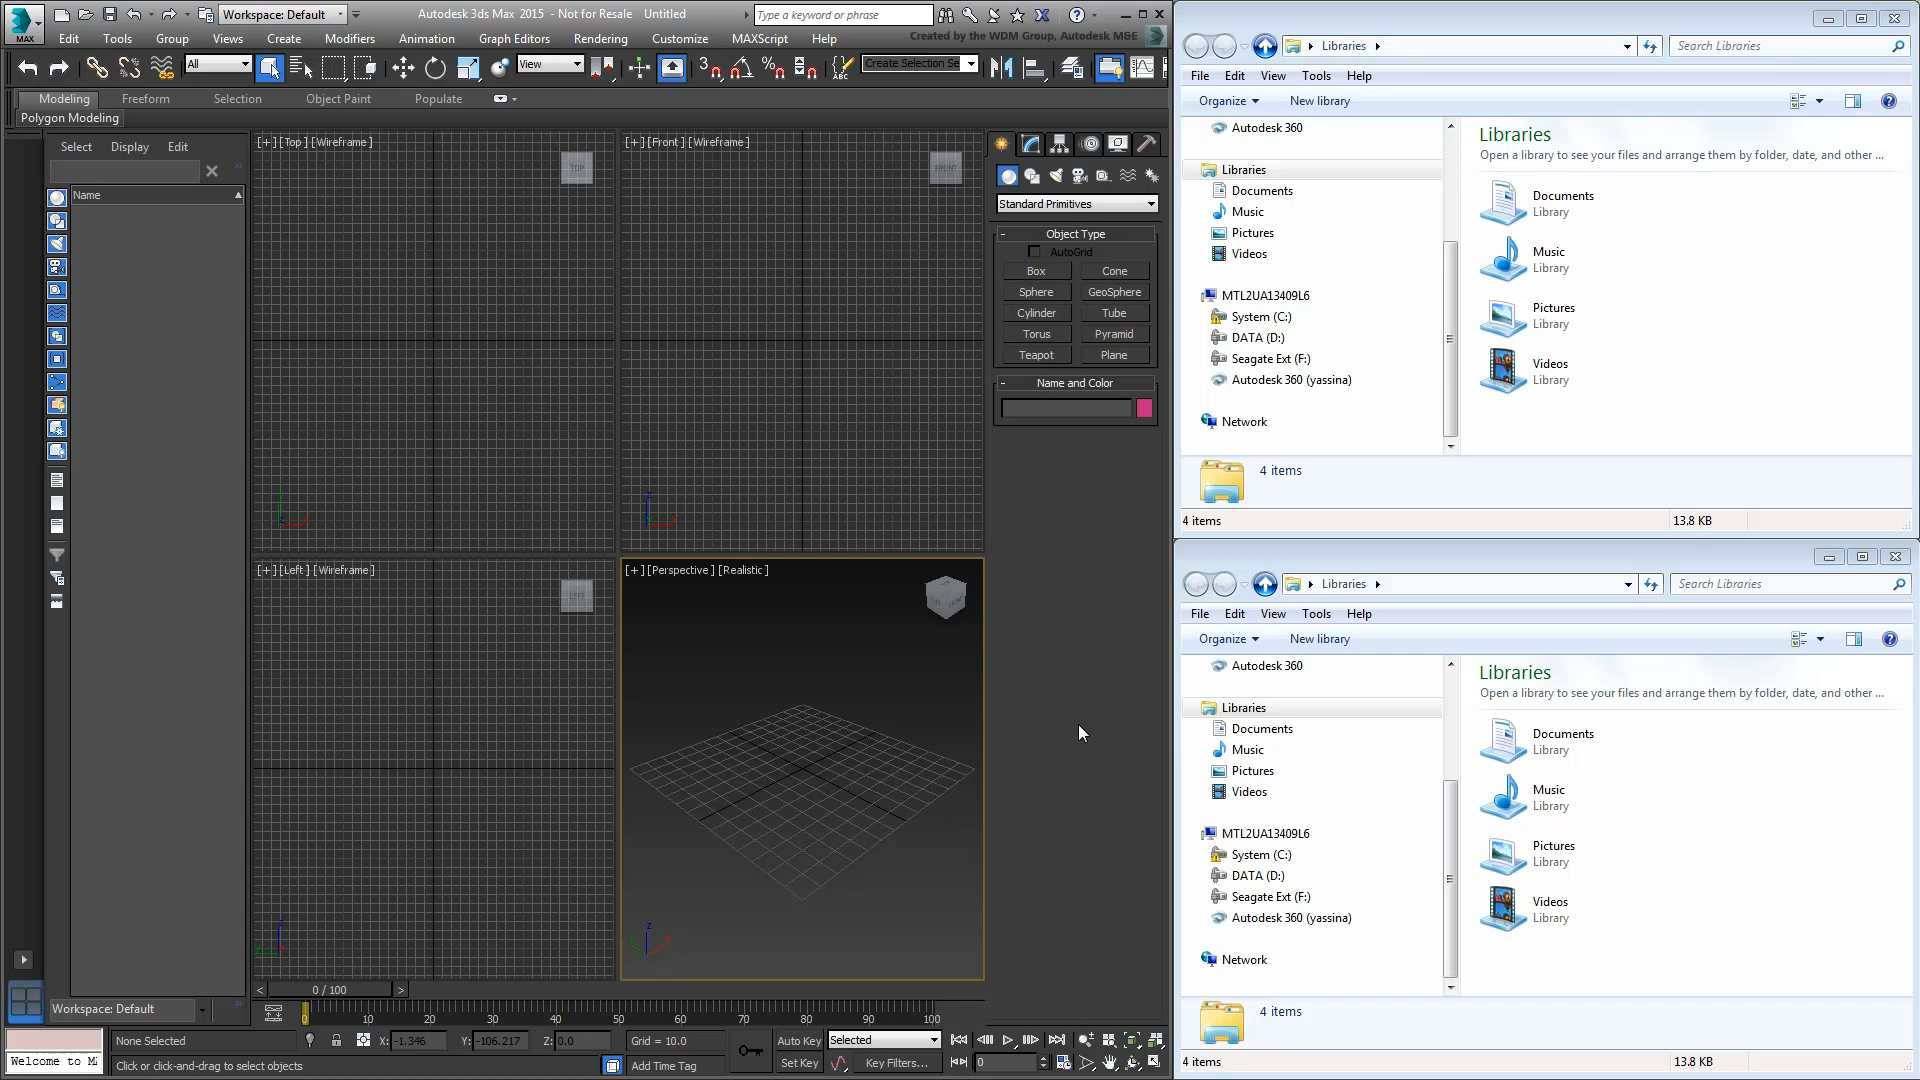 MAX
Workspace: Default
Autodesk 3ds Max 2015 - Not for Resale Untitled
Type a keyword or phrase
Edit Tools Group Views Create Modifiers Animation Graph Editors Rendering Customize MAXScript Help
Created by the WDM Group, Autodesk M&E
All
View
Create Selection Se
Modeling Freeform Selection Object Paint Populate
Polygon Modeling
Select Display Edit
Name
[+] [Top] [Wireframe]
TOP
[+] [Front] [Wireframe]
FRONT
[+] [Left] [Wireframe]
LEFT
[+] [Perspective] [Realistic]
Standard Primitives
- Object Type
AutoGrid
Box Cone
Sphere GeoSphere
Cylinder Tube
Torus Pyramid
Teapot Plane
- Name and Color
< 0 / 100 >
Workspace: Default
0 10 20 30 40 50 60 70 80 90 100
None Selected
X: -1.346 Y: -106.217 Z: 0.0
Grid = 10.0
Auto Key
Selected
Welcome to M
Click or click-and-drag to select objects
Add Time Tag
Set Key
Key Filters...
0
Libraries
Search Libraries
File Edit View Tools Help
Organize New library
Autodesk 360
Libraries
Documents
Music
Pictures
Videos
MTL2UA13409L6
System (C:)
DATA (D:)
Seagate Ext (F:)
Autodesk 360 (yassina)
Network
Libraries
Open a library to see your files and arrange them by folder, date, and other ...
Documents
Library
Music
Library
Pictures
Library
Videos
Library
4 items
4 items 13.8 KB
Libraries
Search Libraries
File Edit View Tools Help
Organize New library
Autodesk 360
Libraries
Documents
Music
Pictures
Videos
MTL2UA13409L6
System (C:)
DATA (D:)
Seagate Ext (F:)
Autodesk 360 (yassina)
Network
Libraries
Open a library to see your files and arrange them by folder, date, and other ...
Documents
Library
Music
Library
Pictures
Library
Videos
Library
4 items
4 items 13.8 KB